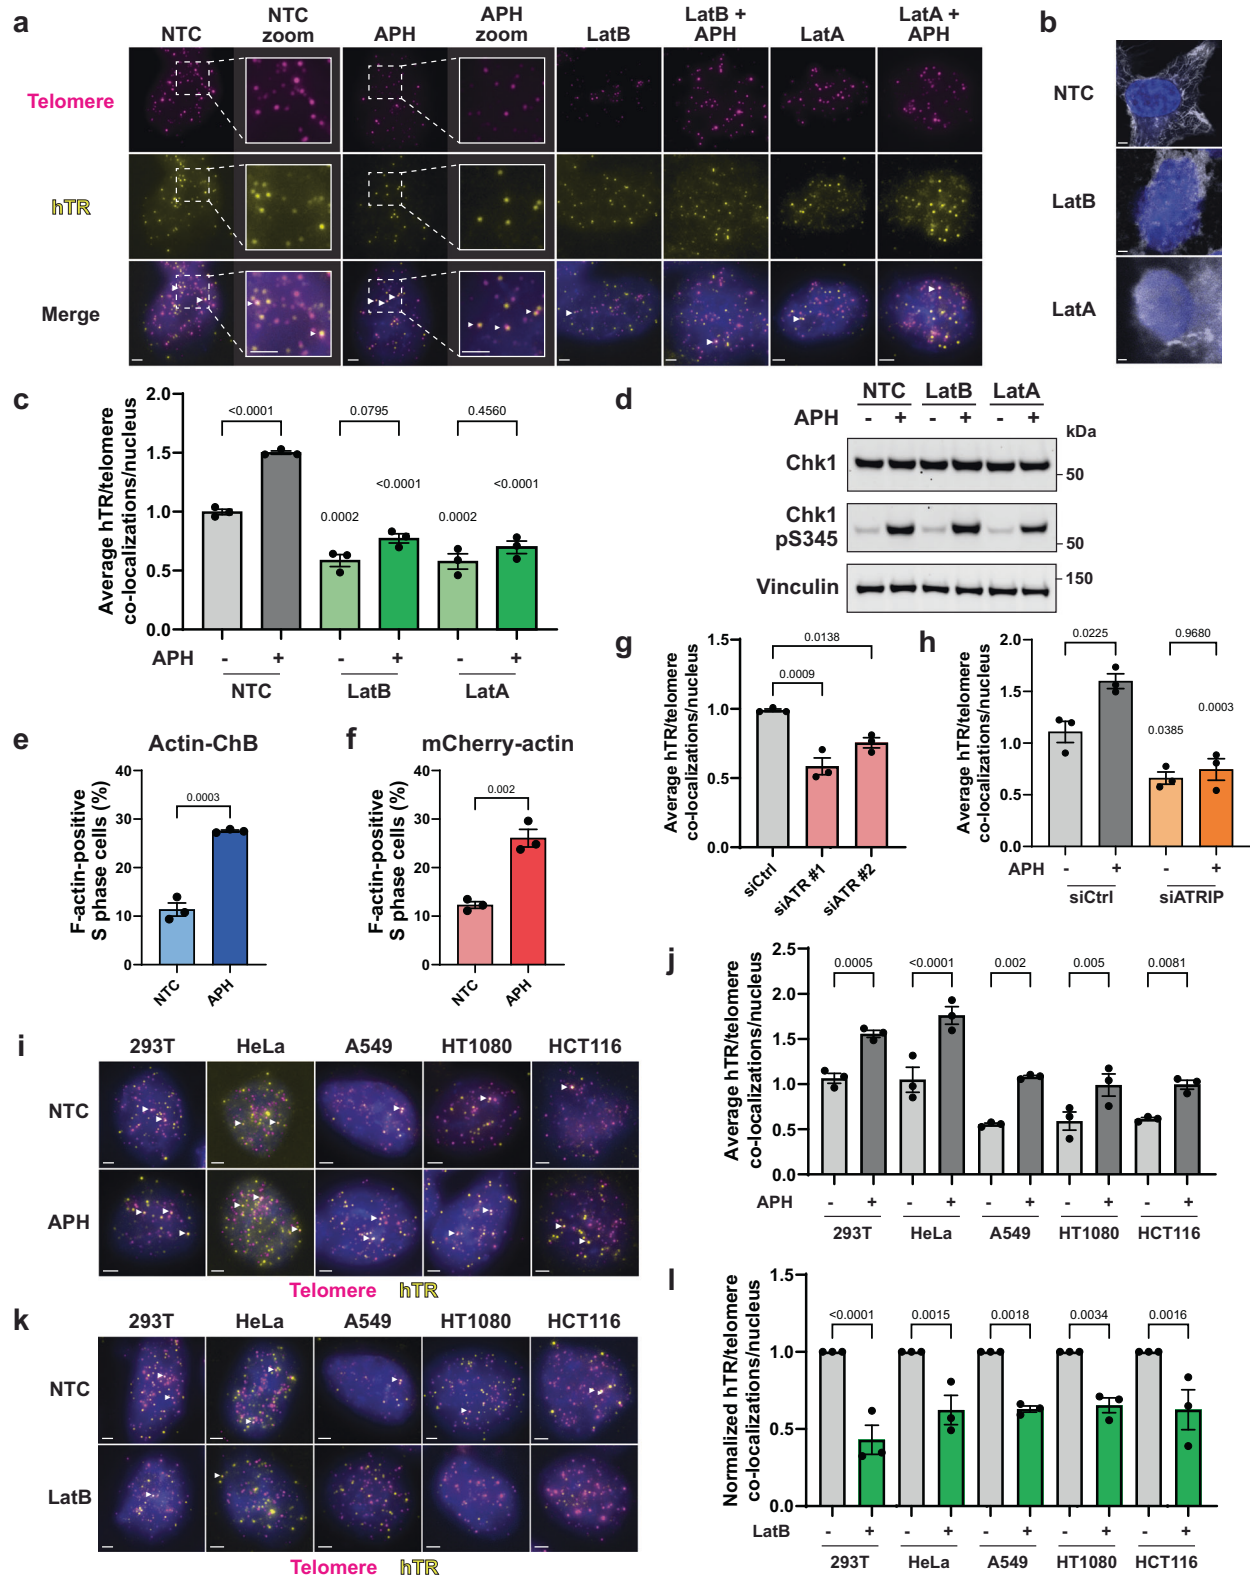 a
NTC
NTC zoom
APH
APH zoom
LatB
LatB + APH
LatA
LatA + APH
Telomere
hTR
Merge
b
NTC
LatB
LatA
c
Average hTR/telomere
co-localizations/nucleus
2.0
1.5
1.0
0.5
0.0
<0.0001
0.0795
0.4560
0.0002
<0.0001
0.0002
<0.0001
APH - + - + - +
NTC LatB LatA
d
NTC LatB LatA
APH - + - + - +
kDa
Chk1
50
Chk1
pS345
50
Vinculin
150
e
Actin-ChB
F-actin-positive
S phase cells (%)
40
30
20
10
0
0.0003
NTC APH
f
mCherry-actin
F-actin-positive
S phase cells (%)
40
30
20
10
0
0.002
NTC APH
g
Average hTR/telomere
co-localizations/nucleus
1.5
1.0
0.5
0.0
0.0138
0.0009
siCtrl siATR #1 siATR #2
h
Average hTR/telomere
co-localizations/nucleus
2.0
1.5
1.0
0.5
0.0
0.0225
0.9680
0.0385
0.0003
APH - + - +
siCtrl siATRIP
i
293T HeLa A549 HT1080 HCT116
NTC
APH
Telomere hTR
j
Average hTR/telomere
co-localizations/nucleus
2.5
2.0
1.5
1.0
0.5
0.0
0.0005 <0.0001 0.002 0.005 0.0081
APH - + - + - + - + - +
293T HeLa A549 HT1080 HCT116
k
293T HeLa A549 HT1080 HCT116
NTC
LatB
Telomere hTR
l
Normalized hTR/telomere
co-localizations/nucleus
1.5
1.0
0.5
0.0
<0.0001 0.0015 0.0018 0.0034 0.0016
LatB - + - + - + - + - +
293T HeLa A549 HT1080 HCT116